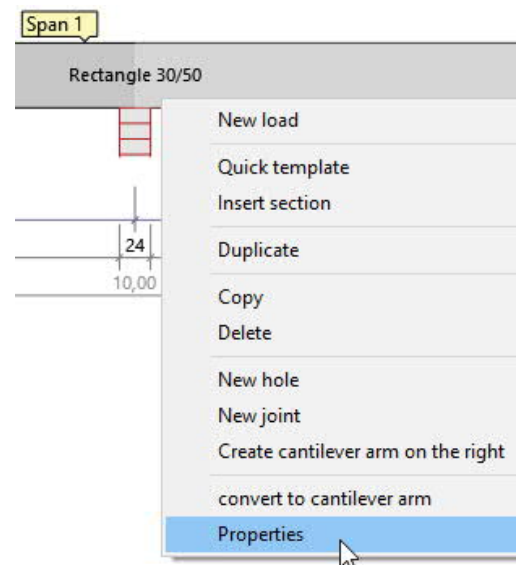 Span 1
Rectangle 30/50
24
10,00
New load
Quick template
Insert section
Duplicate
Copy
Delete
New hole
New joint
Create cantilever arm on the right
convert to cantilever arm
Properties